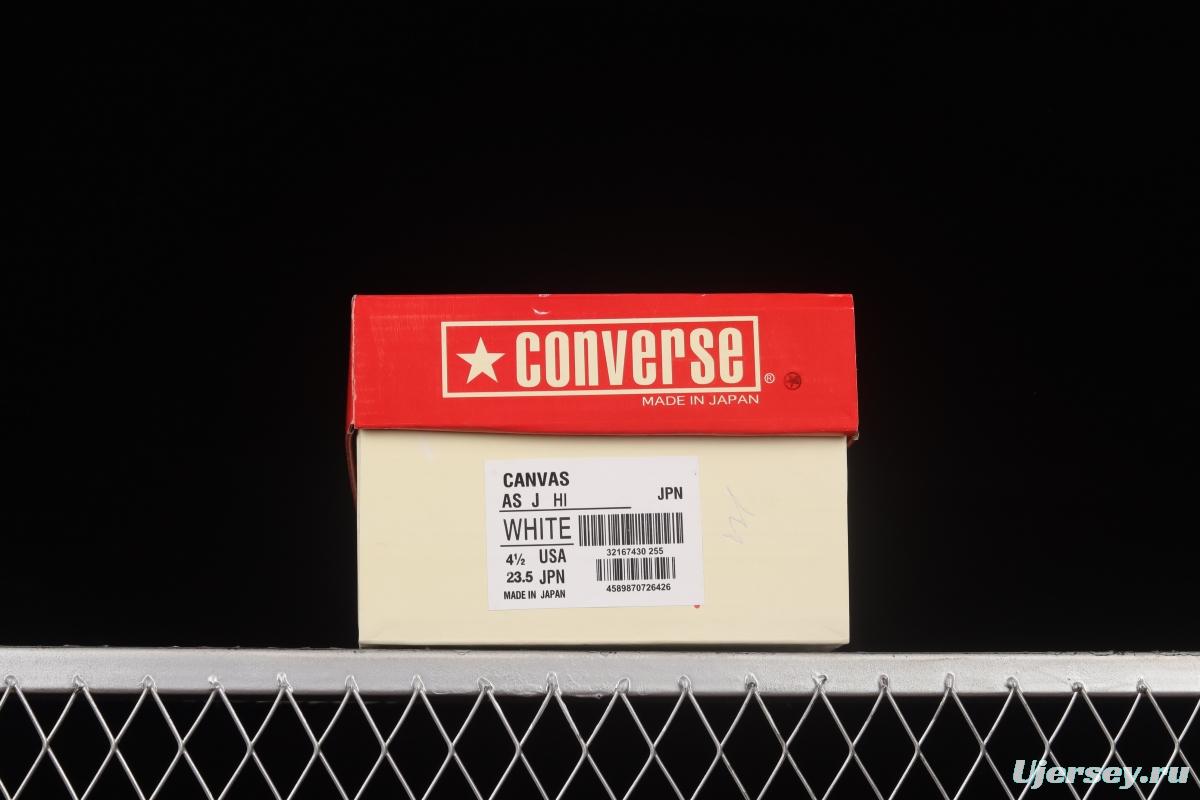 ★ CONVERSE ®
MADE IN JAPAN
CANVAS
AS J HI
JPN
WHITE
32167430 255
4½ USA
23.5 JPN
4589870726426
MADE IN JAPAN
Ujersey.ru